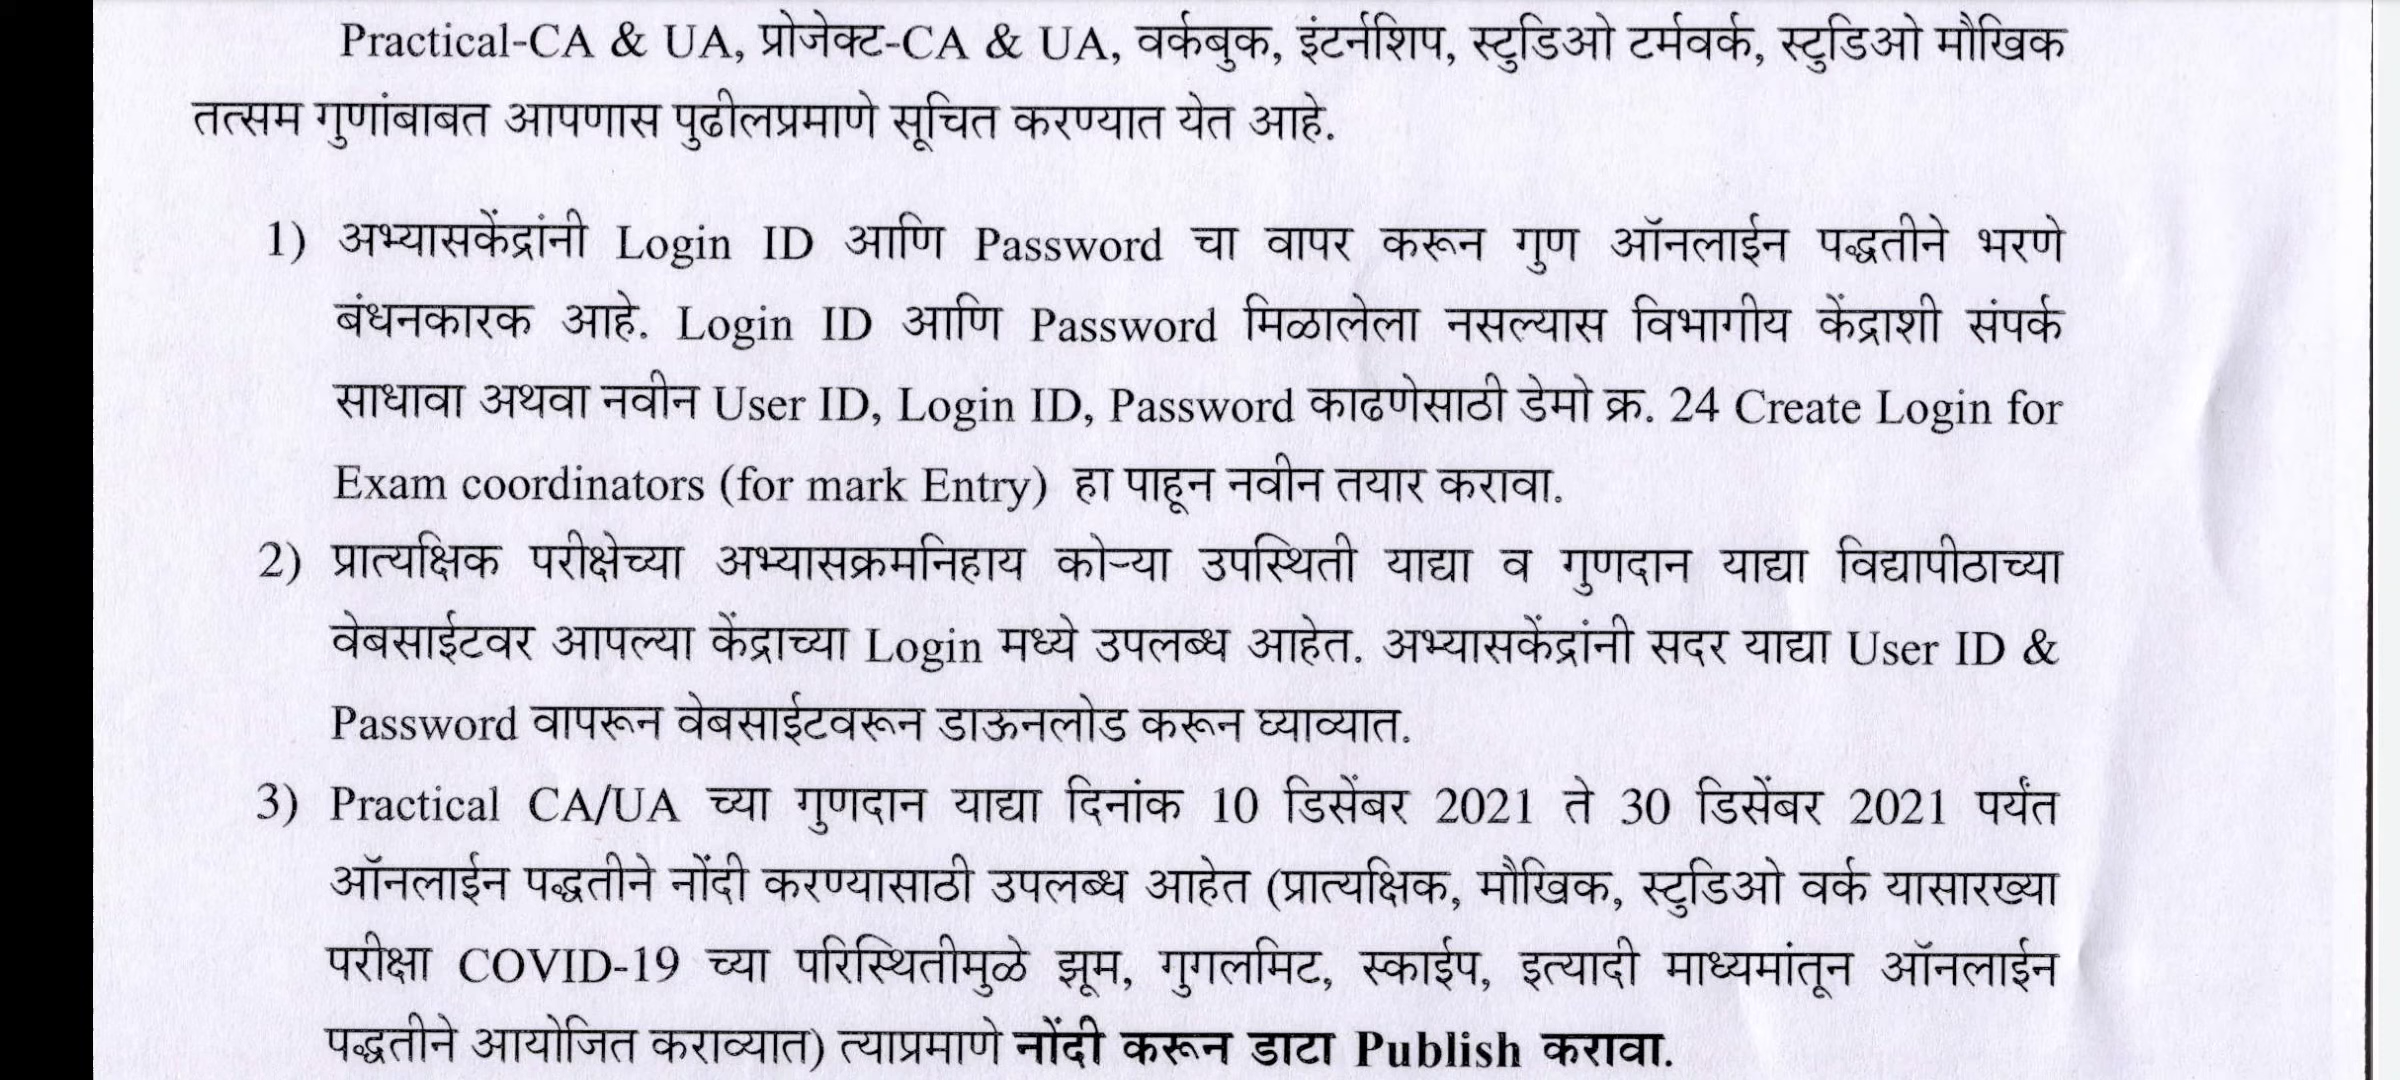 Practical-CA & UA, प्रोजेक्ट-CA & UA, वर्कबुक, इंटर्नशिप, स्टुडिओ टर्मवर्क, स्टुडिओ मौखिक
तत्सम गुणांबाबत आपणास पुढीलप्रमाणे सूचित करण्यात येत आहे.
1) अभ्यासकेंद्रांनी Login ID आणि Password चा वापर करून गुण ऑनलाईन पद्धतीने भरणे
बंधनकारक आहे. Login ID आणि Password मिळालेला नसल्यास विभागीय केंद्राशी संपर्क
साधावा अथवा नवीन User ID, Login ID, Password काढणेसाठी डेमो क्र. 24 Create Login for
Exam coordinators (for mark Entry) हा पाहून नवीन तयार करावा.
2) प्रात्यक्षिक परीक्षेच्या अभ्यासक्रमनिहाय कोऱ्या उपस्थिती याद्या व गुणदान याद्या विद्यापीठाच्या
वेबसाईटवर आपल्या केंद्राच्या Login मध्ये उपलब्ध आहेत. अभ्यासकेंद्रांनी सदर याद्या User ID &
Password वापरून वेबसाईटवरून डाऊनलोड करून घ्याव्यात.
3) Practical CA/UA च्या गुणदान याद्या दिनांक 10 डिसेंबर 2021 ते 30 डिसेंबर 2021 पर्यंत
ऑनलाईन पद्धतीने नोंदी करण्यासाठी उपलब्ध आहेत (प्रात्यक्षिक, मौखिक, स्टुडिओ वर्क यासारख्या
परीक्षा COVID-19 च्या परिस्थितीमुळे झूम, गुगलमिट, स्काईप, इत्यादी माध्यमांतून ऑनलाईन
पद्धतीने आयोजित कराव्यात) त्याप्रमाणे नोंदी करून डाटा Publish करावा.